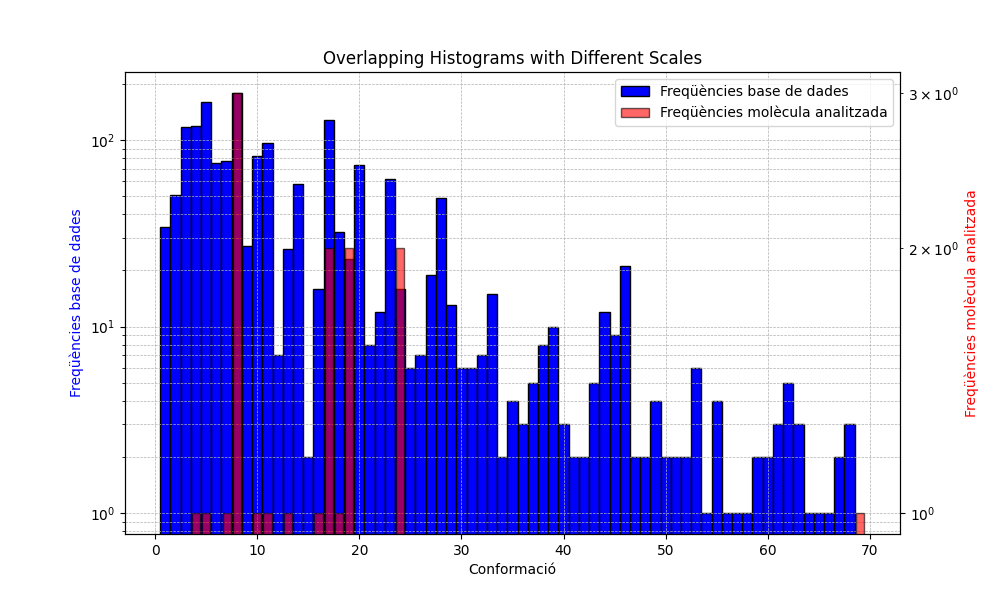 Overlapping Histograms with Different Scales
Freqüències base de dades
Freqüències molècula analitzada
10² 
10¹
10⁰
3 × 10⁰
2 × 10⁰
10⁰
Freqüències base de dades
Freqüències molècula analitzada
0 10 20 30 40 50 60 70
Conformació